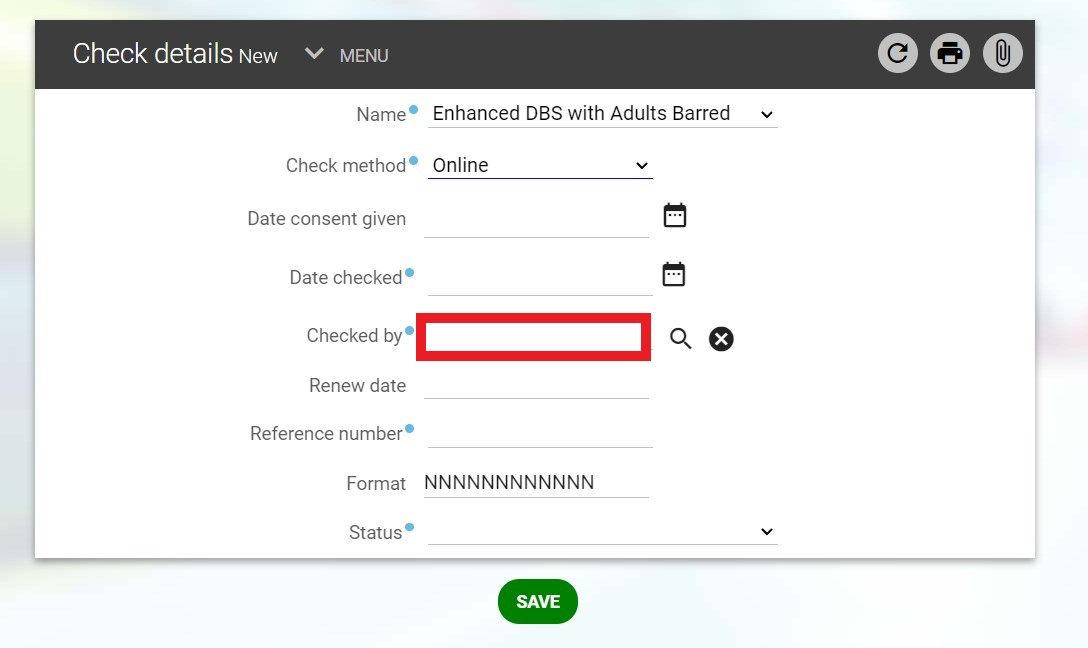 Check details New MENU
Name Enhanced DBS with Adults Barred
Check method Online
Date consent given
Date checked
Checked by
Renew date
Reference number
Format NNNNNNNNNNNN
Status
SAVE